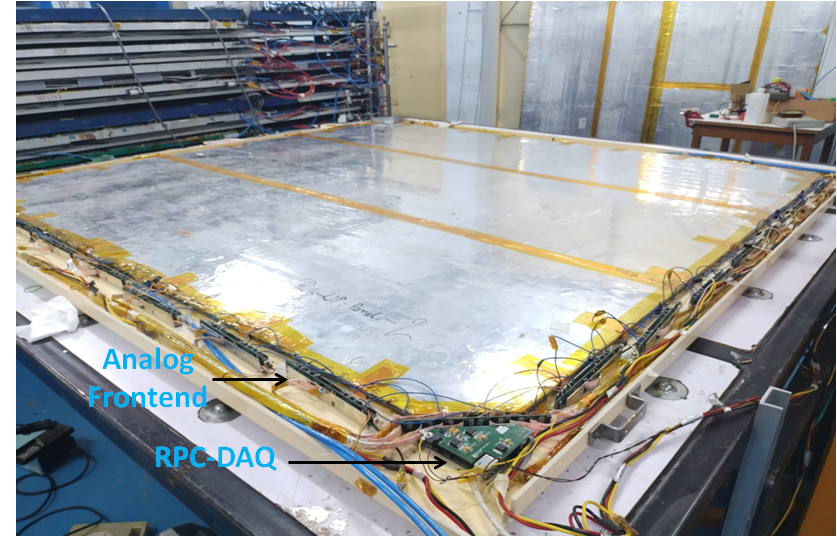 Analog
Frontend
RPC-DAQ